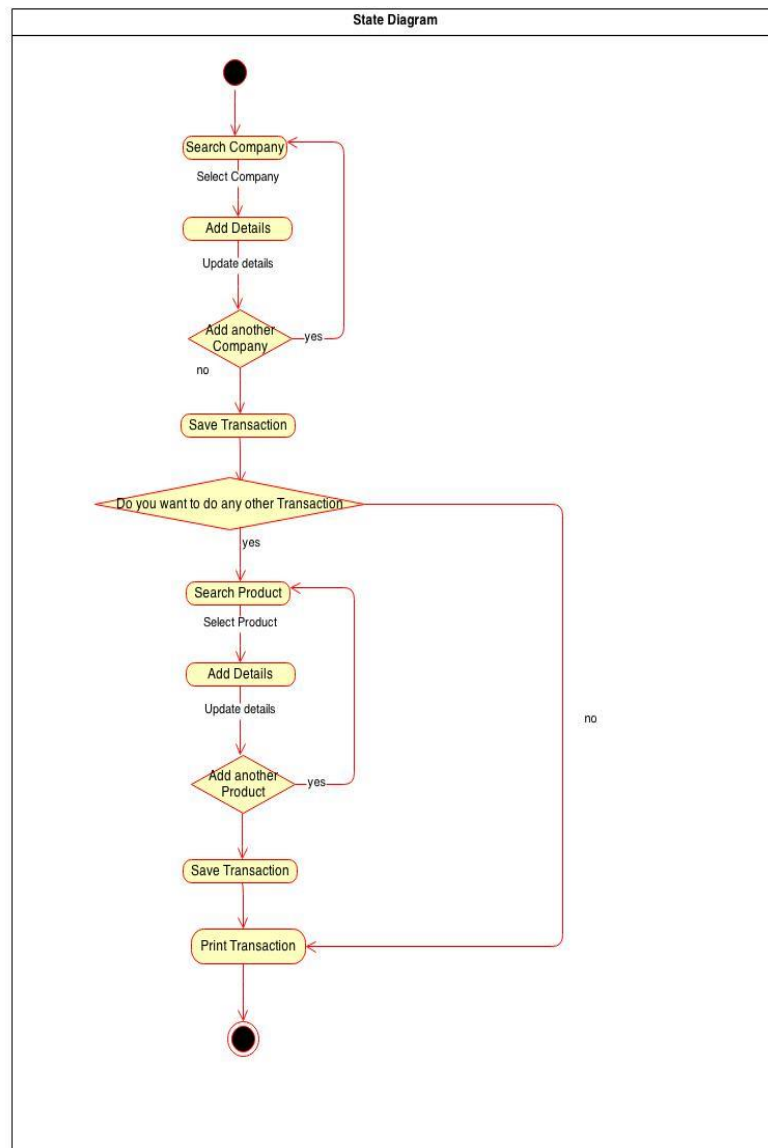 State Diagram
Search Company
Select Company
Add Details
Update details
Add another
Company
yes
no
Save Transaction
Do you want to do any other Transaction
yes
Search Product
Select Product
Add Details
Update details
no
Add another
Product
yes
Save Transaction
Print Transaction